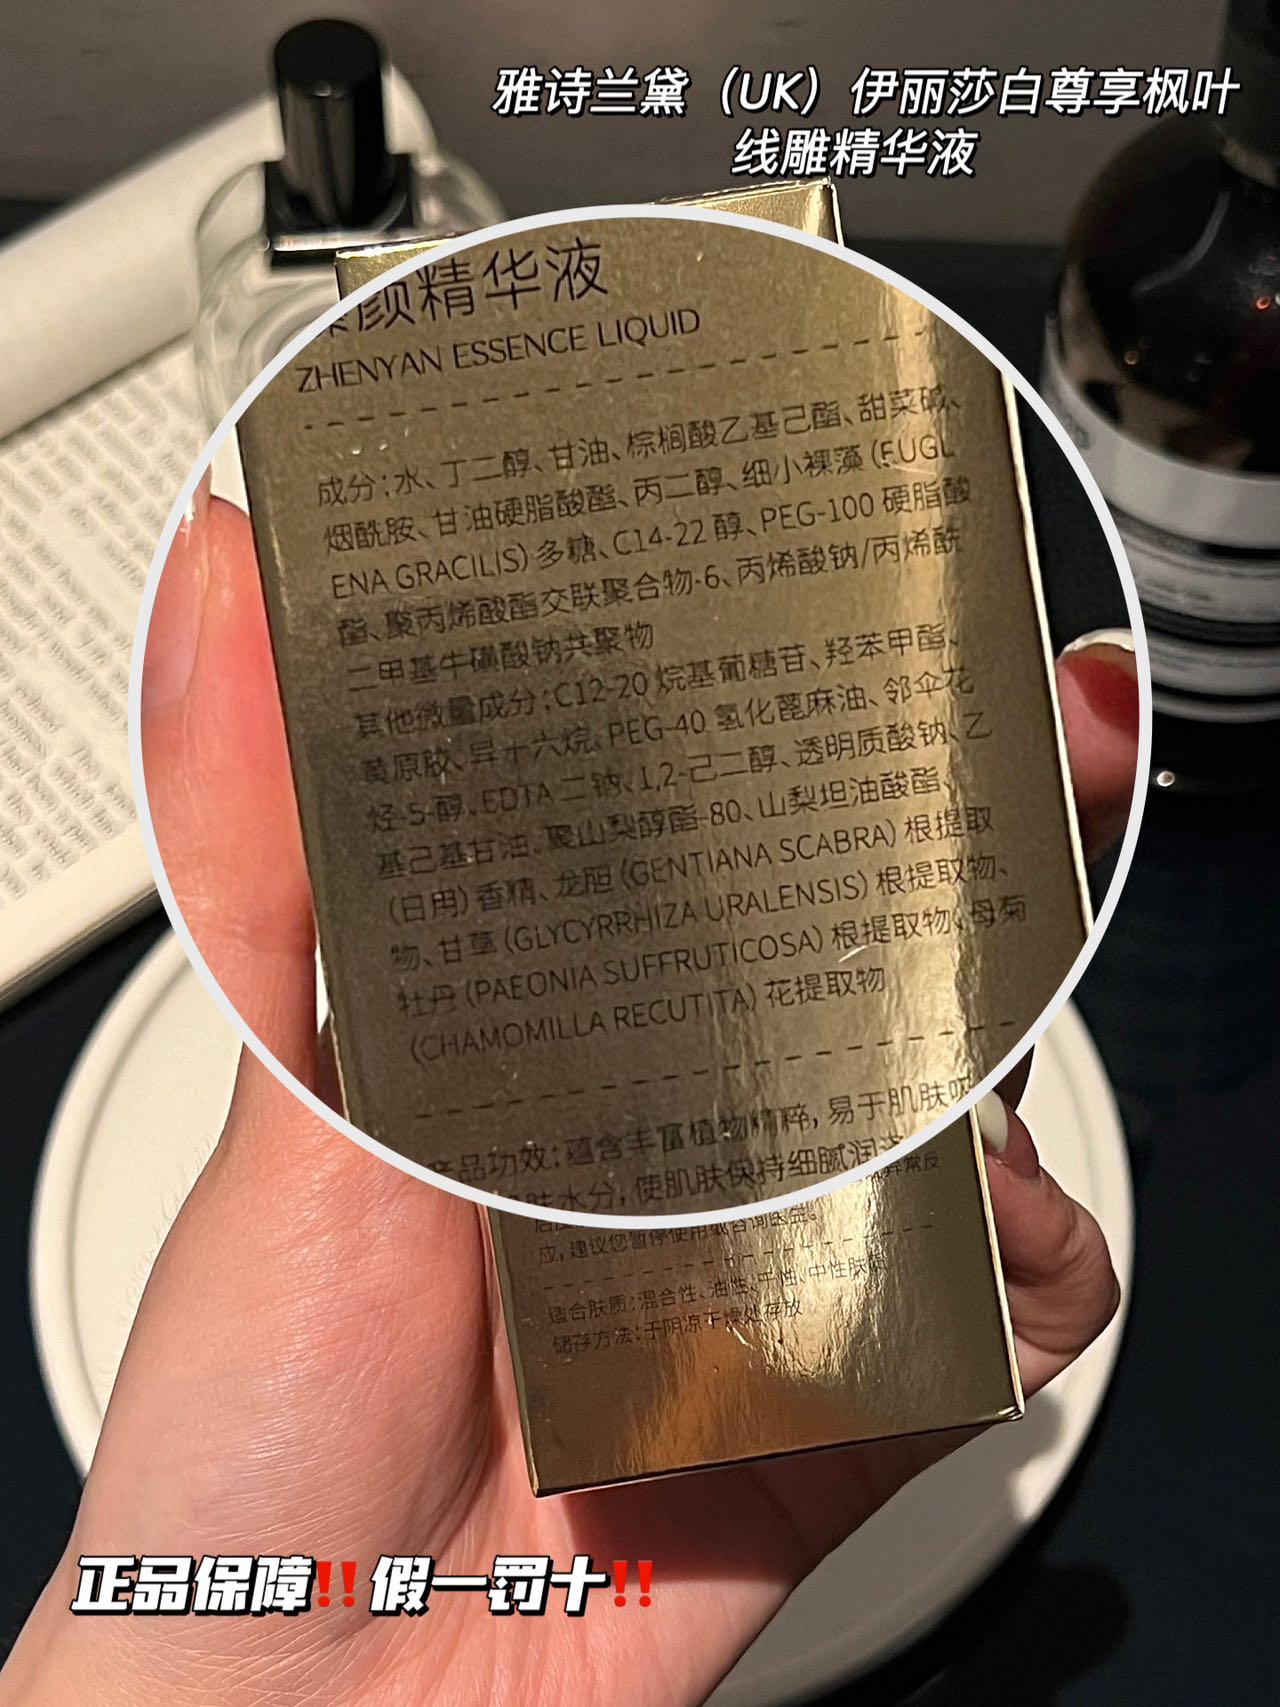 雅诗兰黛（UK）伊丽莎白尊享枫叶
线雕精华液
颜精华液
ZHENYAN ESSENCE LIQUID
成分：水、丁二醇、甘油、棕榈酸乙基己酯、甜菜碱、
烟酰胺、甘油硬脂酸酯、丙二醇、细小裸藻（EUGL
ENA GRACILIS）多糖、C14-22 醇、PEG-100 硬脂酸
酯、聚丙烯酸酯交联聚合物-6、丙烯酸钠/丙烯酰
二甲基牛磺酸钠共聚物
其他微量成分：C12-20 烷基葡糖苷、羟苯甲酯、
黄原胶、异十六烷、PEG-40 氢化蓖麻油、邻伞花
烃-5-醇、EDTA 二钠、1,2-己二醇、透明质酸钠、乙
基己基甘油、聚山梨醇酯-80、山梨坦油酸酯、
（日用）香精、龙胆（GENTIANA SCABRA）根提取
物、甘草（GLYCYRRHIZA URALENSIS）根提取物、
牡丹（PAEONIA SUFFRUTICOSA）根提取物、母菊
（CHAMOMILLA RECUTITA）花提取物
产品功效：蕴含丰富植物精粹，易于肌肤吸
肤水分，使肌肤保持细腻润泽
异常反
应，建议您暂停使用或咨询医生。
适合肤质：混合性、油性、干性、中性肤质
储存方法：于阴凉干燥处存放
正品保障‼️假一罚十‼️